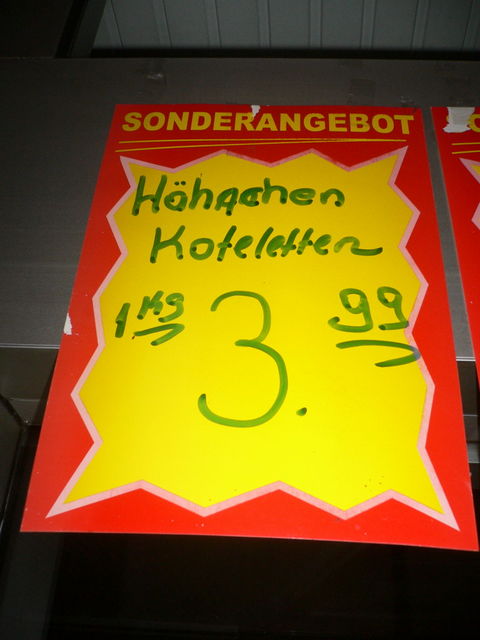 SONDERANGEBOT
Hähnchen
Koteletten
1 Kg 3. 99